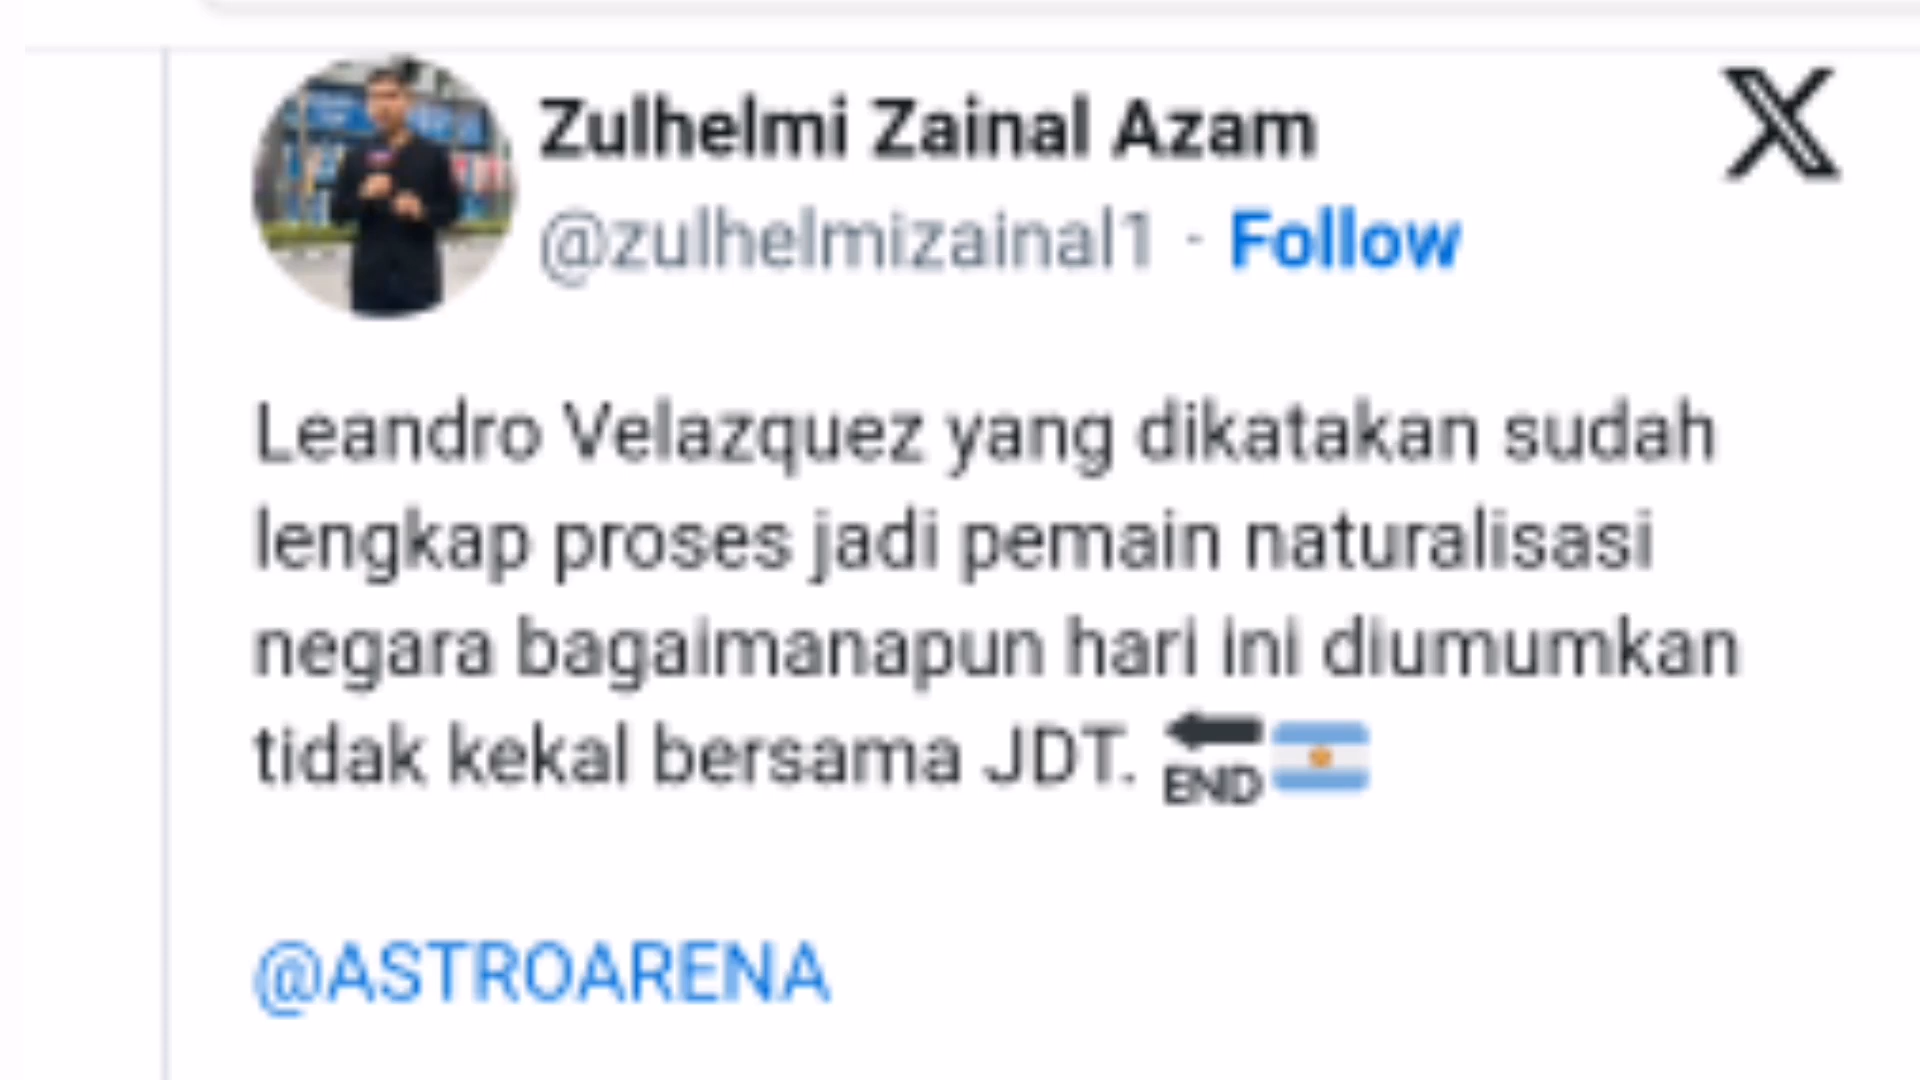 Zulhelmi Zainal Azam
@zulhelmizainal1 · Follow
Leandro Velazquez yang dikatakan sudah
lengkap proses jadi pemain naturalisasi
negara bagaimanapun hari ini diumumkan
tidak kekal bersama JDT. 🔚🇦🇷
@ASTROARENA